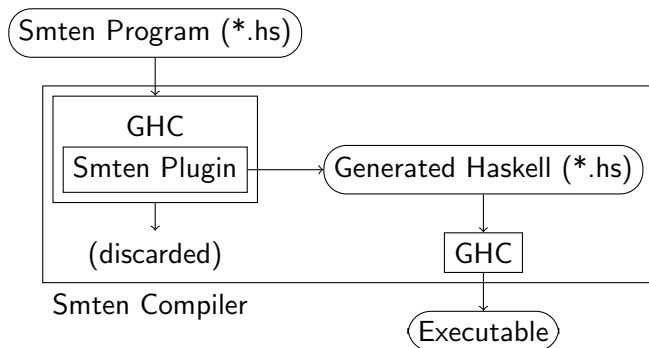 Smten Program (*.hs)
GHC
Smten Plugin
Generated Haskell (*.hs)
(discarded)
GHC
Smten Compiler
Executable